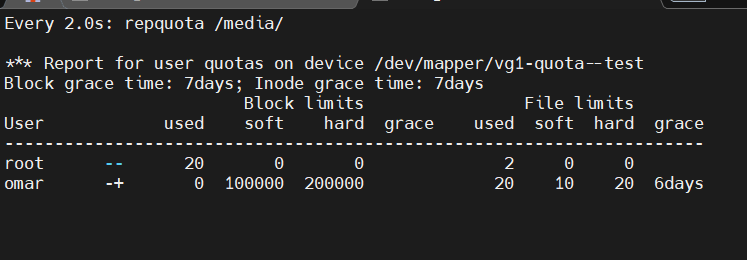 Every 2.0s: repquota /media/
*** Report for user quotas on device /dev/mapper/vg1-quota--test
Block grace time: 7days; Inode grace time: 7days
                        Block limits                File limits
User            used    soft    hard  grace    used  soft  hard  grace
----------------------------------------------------------------------
root      --      20       0       0              2     0     0
omar      -+       0  100000  200000             20    10    20  6days